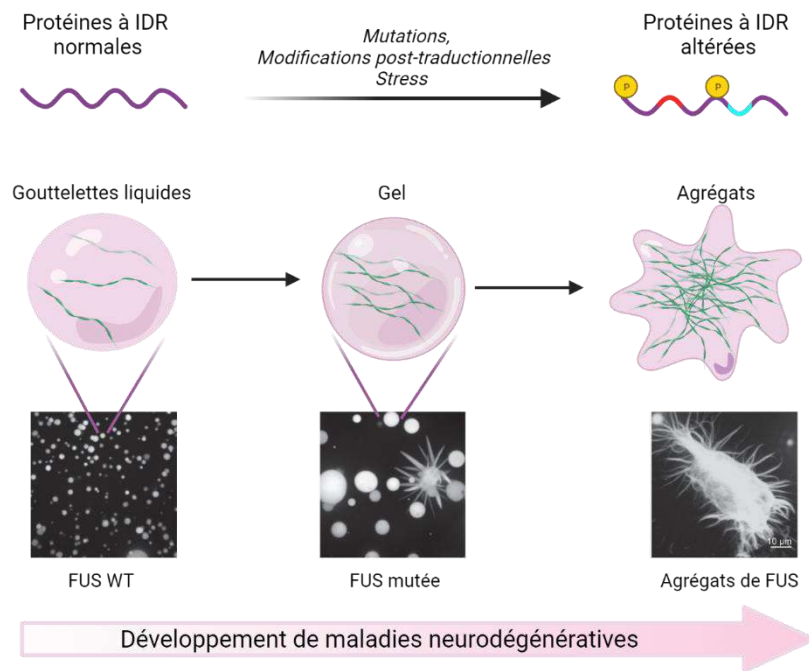 Protéines à IDR
normales
Mutations,
Modifications post-traductionnelles
Stress
Protéines à IDR
altérées
P
P
Gouttelettes liquides
Gel
Agrégats
10 µm
FUS WT
FUS mutée
Agrégats de FUS
Développement de maladies neurodégénératives